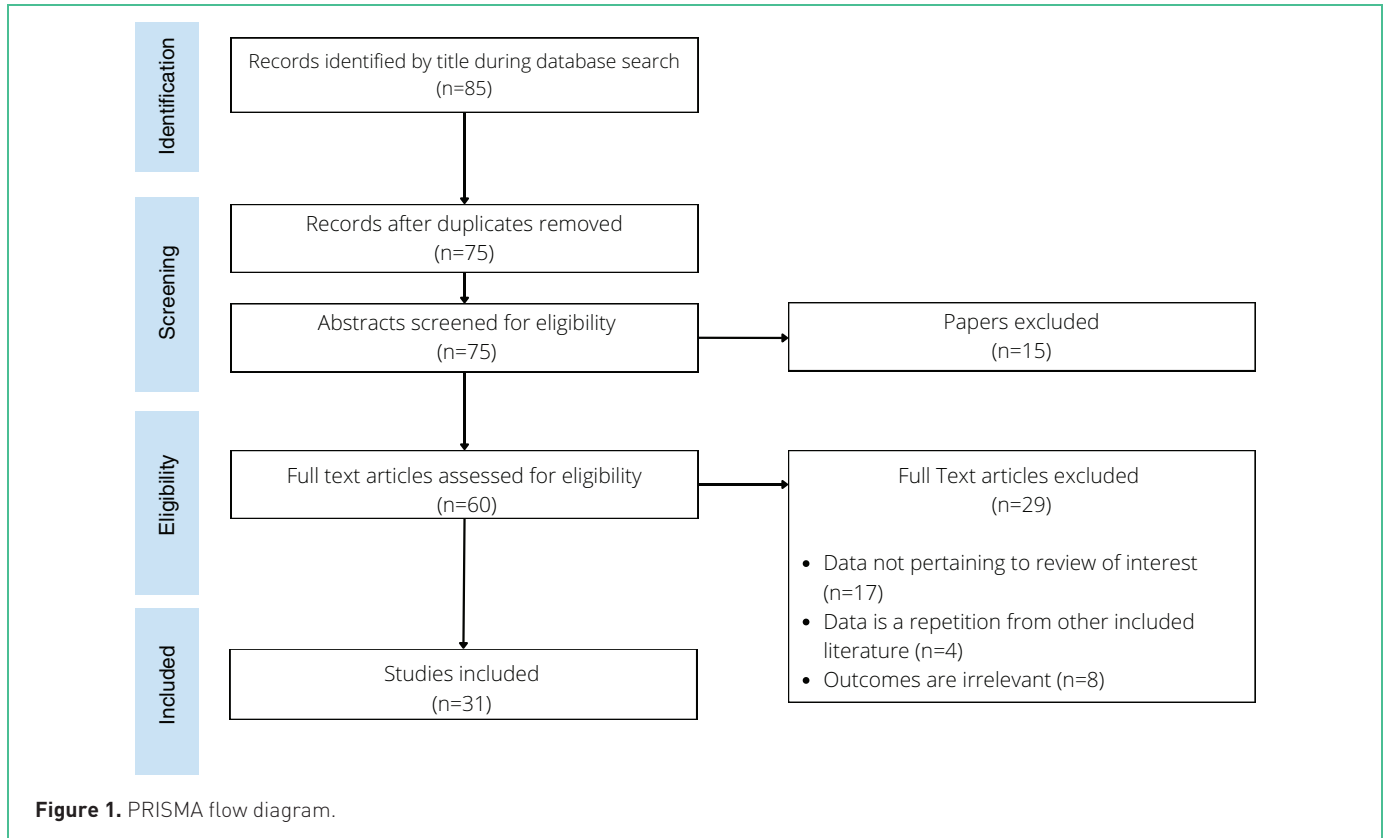 Identification
Records identified by title during database search
(n=85)
Screening
Records after duplicates removed
(n=75)
Abstracts screened for eligibility
(n=75)
Papers excluded
(n=15)
Eligibility
Full text articles assessed for eligibility
(n=60)
Full Text articles excluded
(n=29)
• Data not pertaining to review of interest
(n=17)
• Data is a repetition from other included
literature (n=4)
• Outcomes are irrelevant (n=8)
Included
Studies included
(n=31)
Figure 1. PRISMA flow diagram.